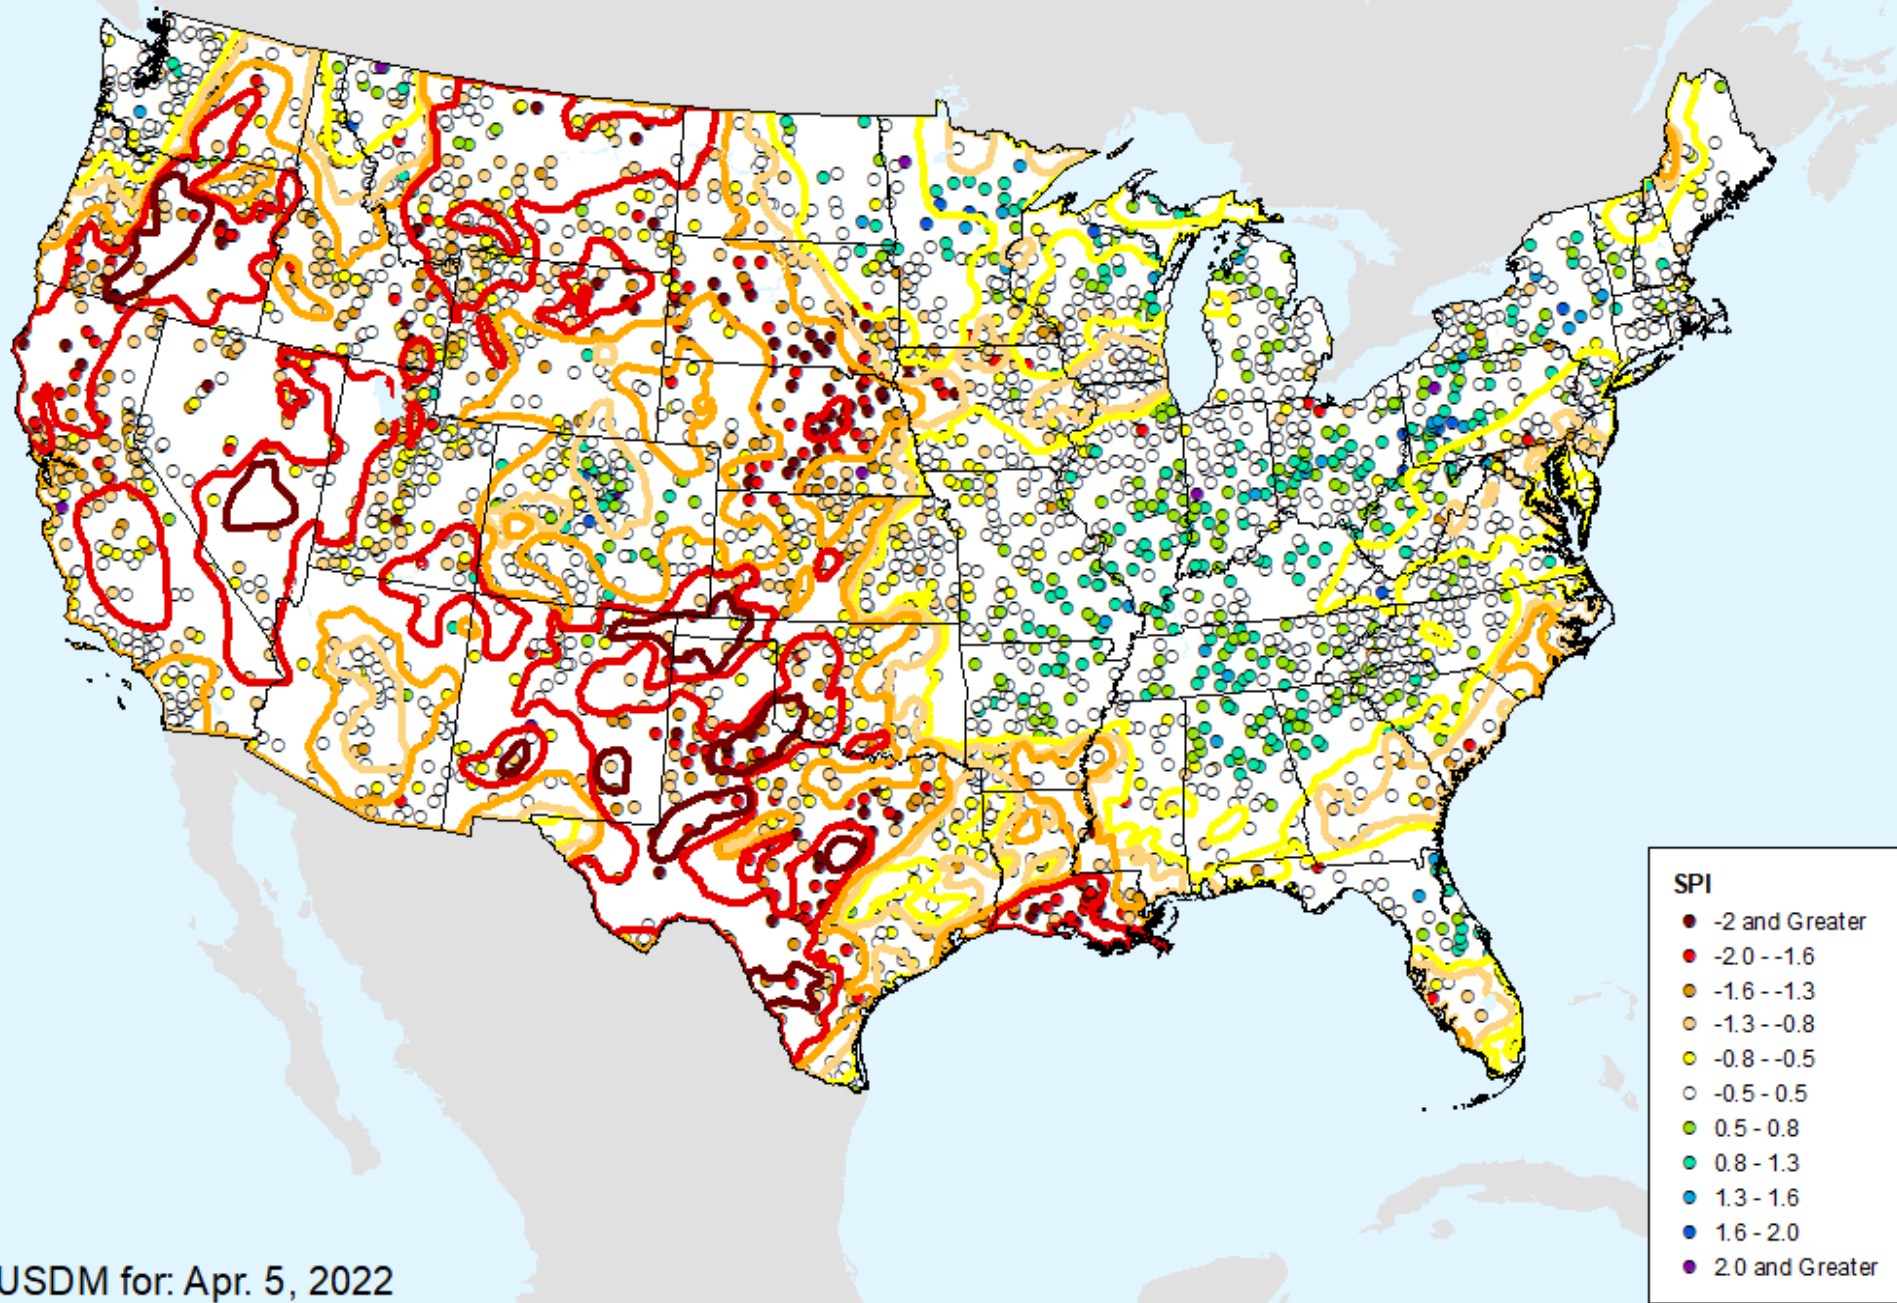 SPI
-2 and Greater
-2.0 - -1.6
-1.6 - -1.3
-1.3 - -0.8
-0.8 - -0.5
-0.5 - 0.5
0.5 - 0.8
0.8 - 1.3
1.3 - 1.6
1.6 - 2.0
2.0 and Greater
USDM for: Apr. 5, 2022